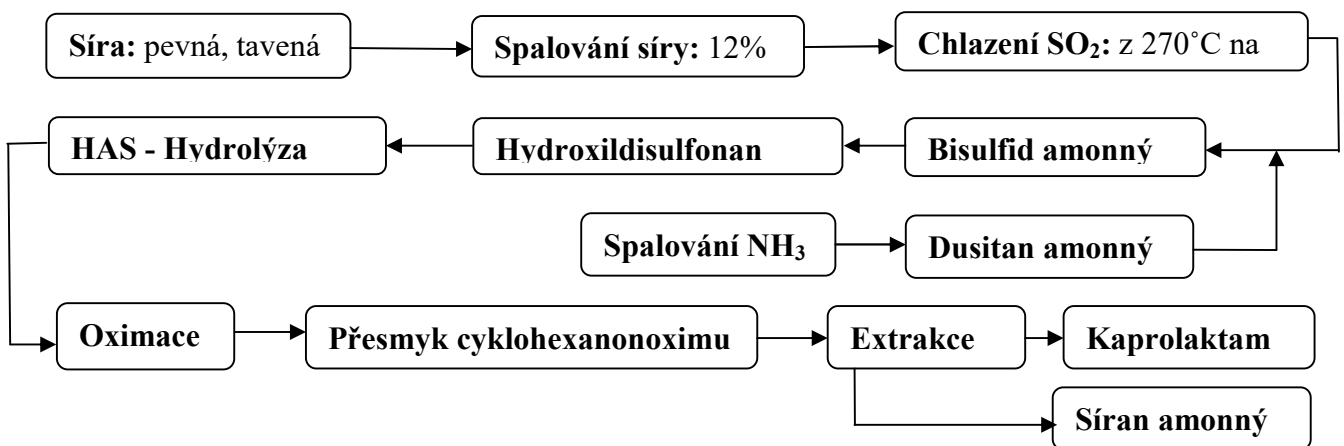 Síra: pevná, tavená
Spalování síry: 12%
Chlazení SO₂: z 270˚C na
HAS - Hydrolýza
Hydroxildisulfonan
Bisulfid amonný
Spalování NH₃
Dusitan amonný
Oximace
Přesmyk cyklohexanonoximu
Extrakce
Kaprolaktam
Síran amonný